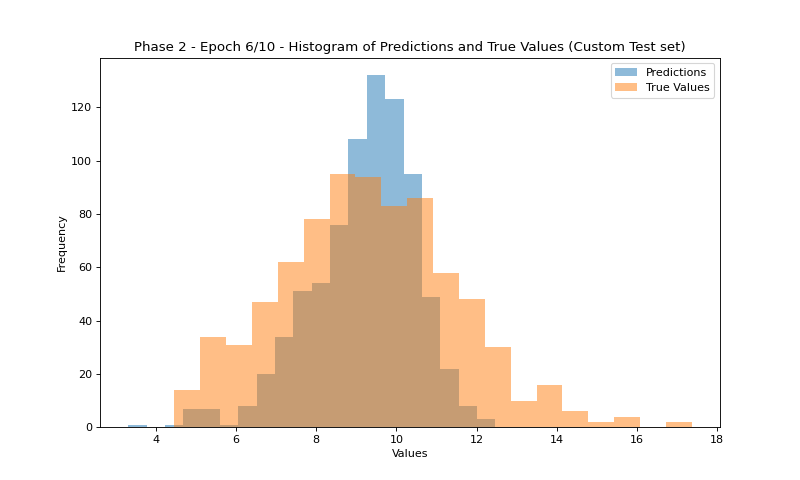 Phase 2 - Epoch 6/10 - Histogram of Predictions and True Values (Custom Test set)
Predictions
True Values
Frequency
120
100
80
60
40
20
0
4 6 8 10 12 14 16 18
Values